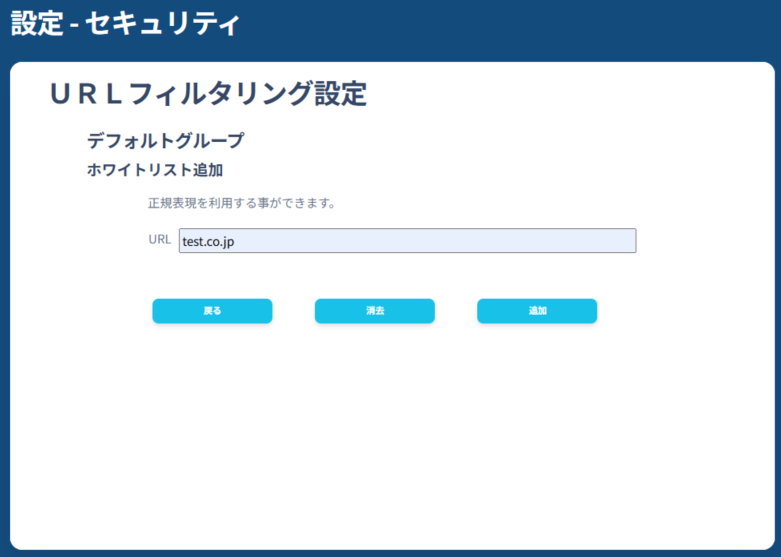 設定 - セキュリティ
ＵＲＬフィルタリング設定
デフォルトグループ
ホワイトリスト追加
正規表現を利用する事ができます。
URL test.co.jp
戻る 消去 追加